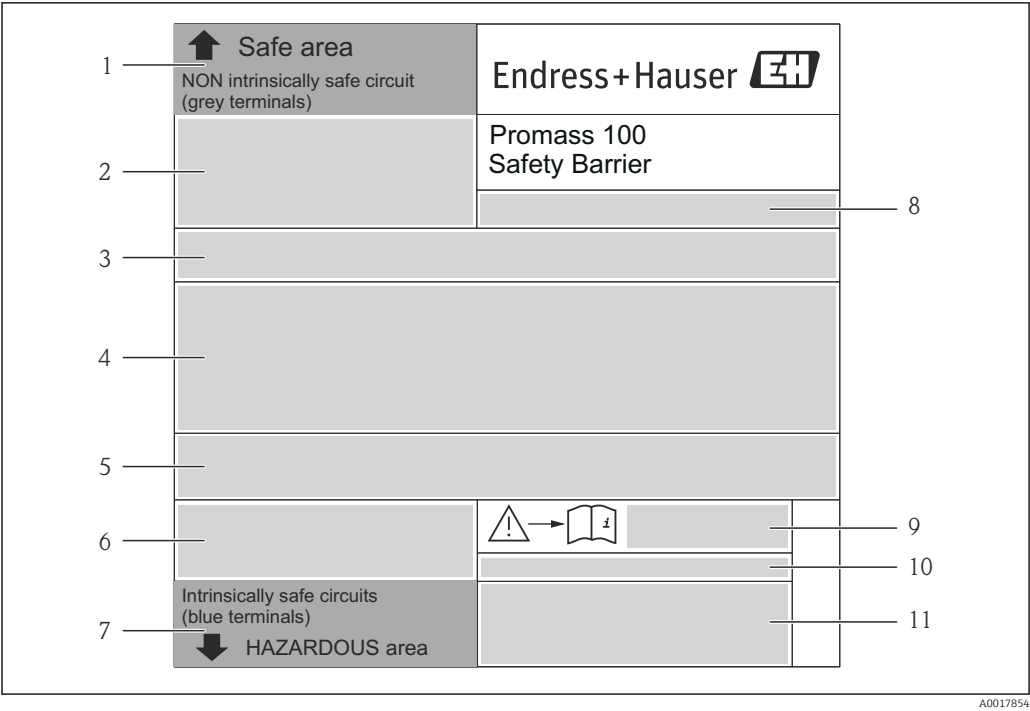 1
Safe area
NON intrinsically safe circuit
(grey terminals)
Endress+Hauser EH
Promass 100
Safety Barrier
2
8
3
4
5
6
i
9
10
Intrinsically safe circuits
(blue terminals)
7
HAZARDOUS area
11
A0017854